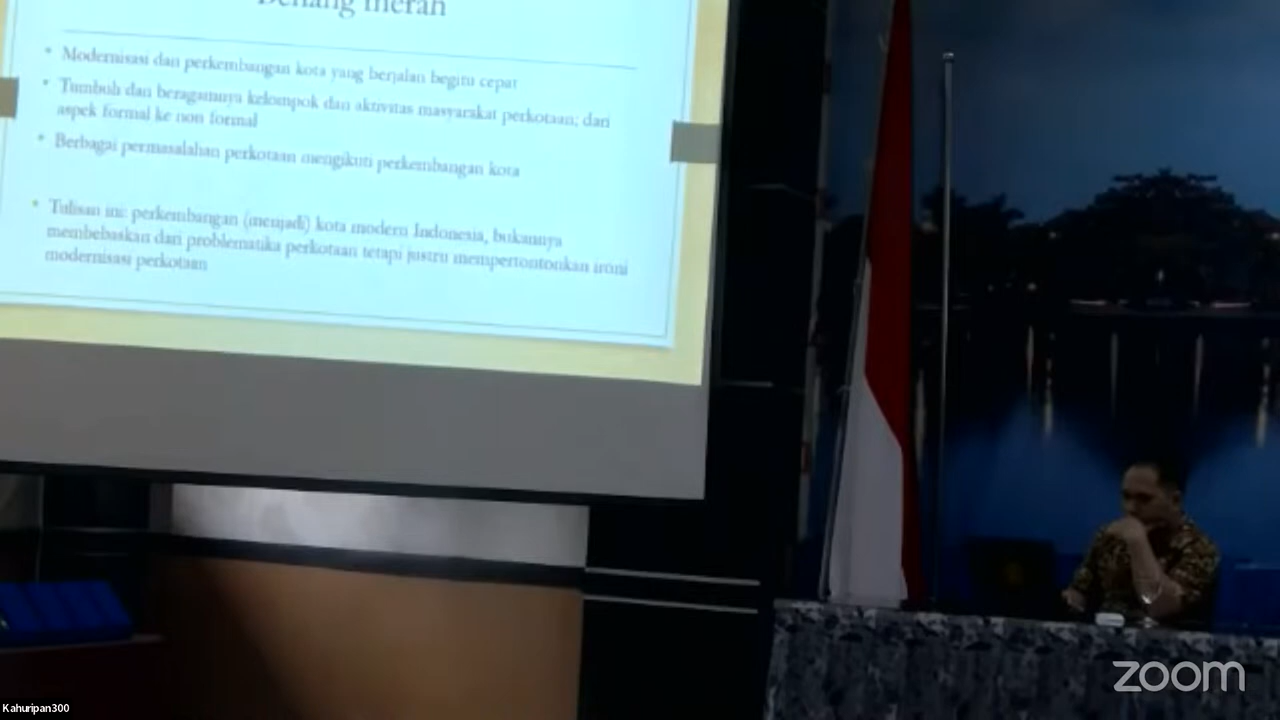 Benang merah
• Modernisasi dan perkembangan kota yang berjalan begitu cepat
• Tumbuh dan beragamnya kelompok dan aktivitas masyarakat perkotaan; dari
aspek formal ke non formal
• Berbagai permasalahan perkotaan mengikuti perkembangan kota
• Tulisan ini: perkembangan (menjadi) kota modern Indonesia, bukannya
membebaskan dari problematika perkotaan tetapi justru mempertontonkan ironi
modernisasi perkotaan
zoom
Kahuripan300